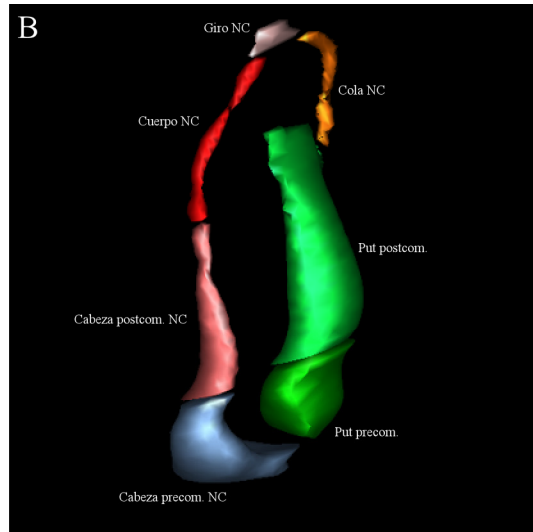 B
Giro NC
Cola NC
Cuerpo NC
Put postcom.
Cabeza postcom. NC
Put precom.
Cabeza precom. NC